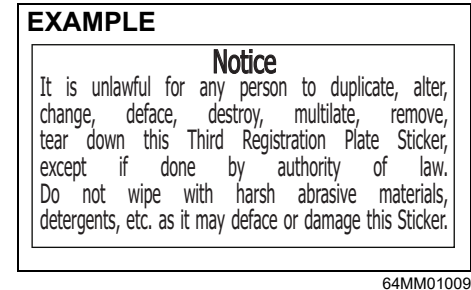 EXAMPLE
Notice
It is unlawful for any person to duplicate, alter,
change, deface, destroy, multilate, remove,
tear down this Third Registration Plate Sticker,
except if done by authority of law.
Do not wipe with harsh abrasive materials,
detergents, etc. as it may deface or damage this Sticker.
64MM01009